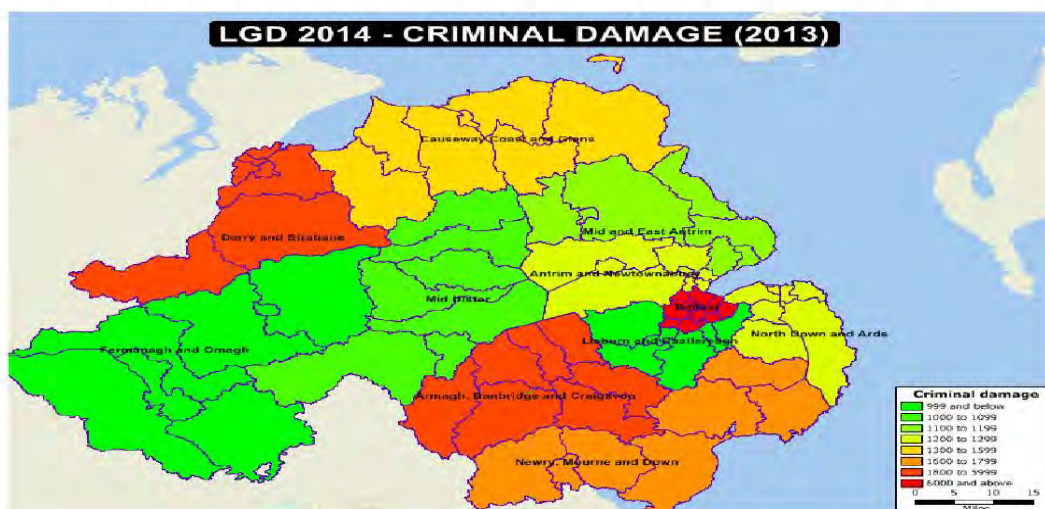 LGD 2014 - CRIMINAL DAMAGE (2013)
Causeway Coast and Glens
Derry and Strabane
Mid and East Antrim
Antrim and Newtownabbey
Mid Ulster
Belfast
Fermanagh and Omagh
Lisburn and Castlereagh
North Down and Ards
Armagh, Banbridge and Craigavon
Newry, Mourne and Down
Criminal damage
999 and below
1000 to 1099
1100 to 1199
1200 to 1299
1300 to 1599
1600 to 1799
1800 to 5999
6000 and above
0 5 10 15
Miles